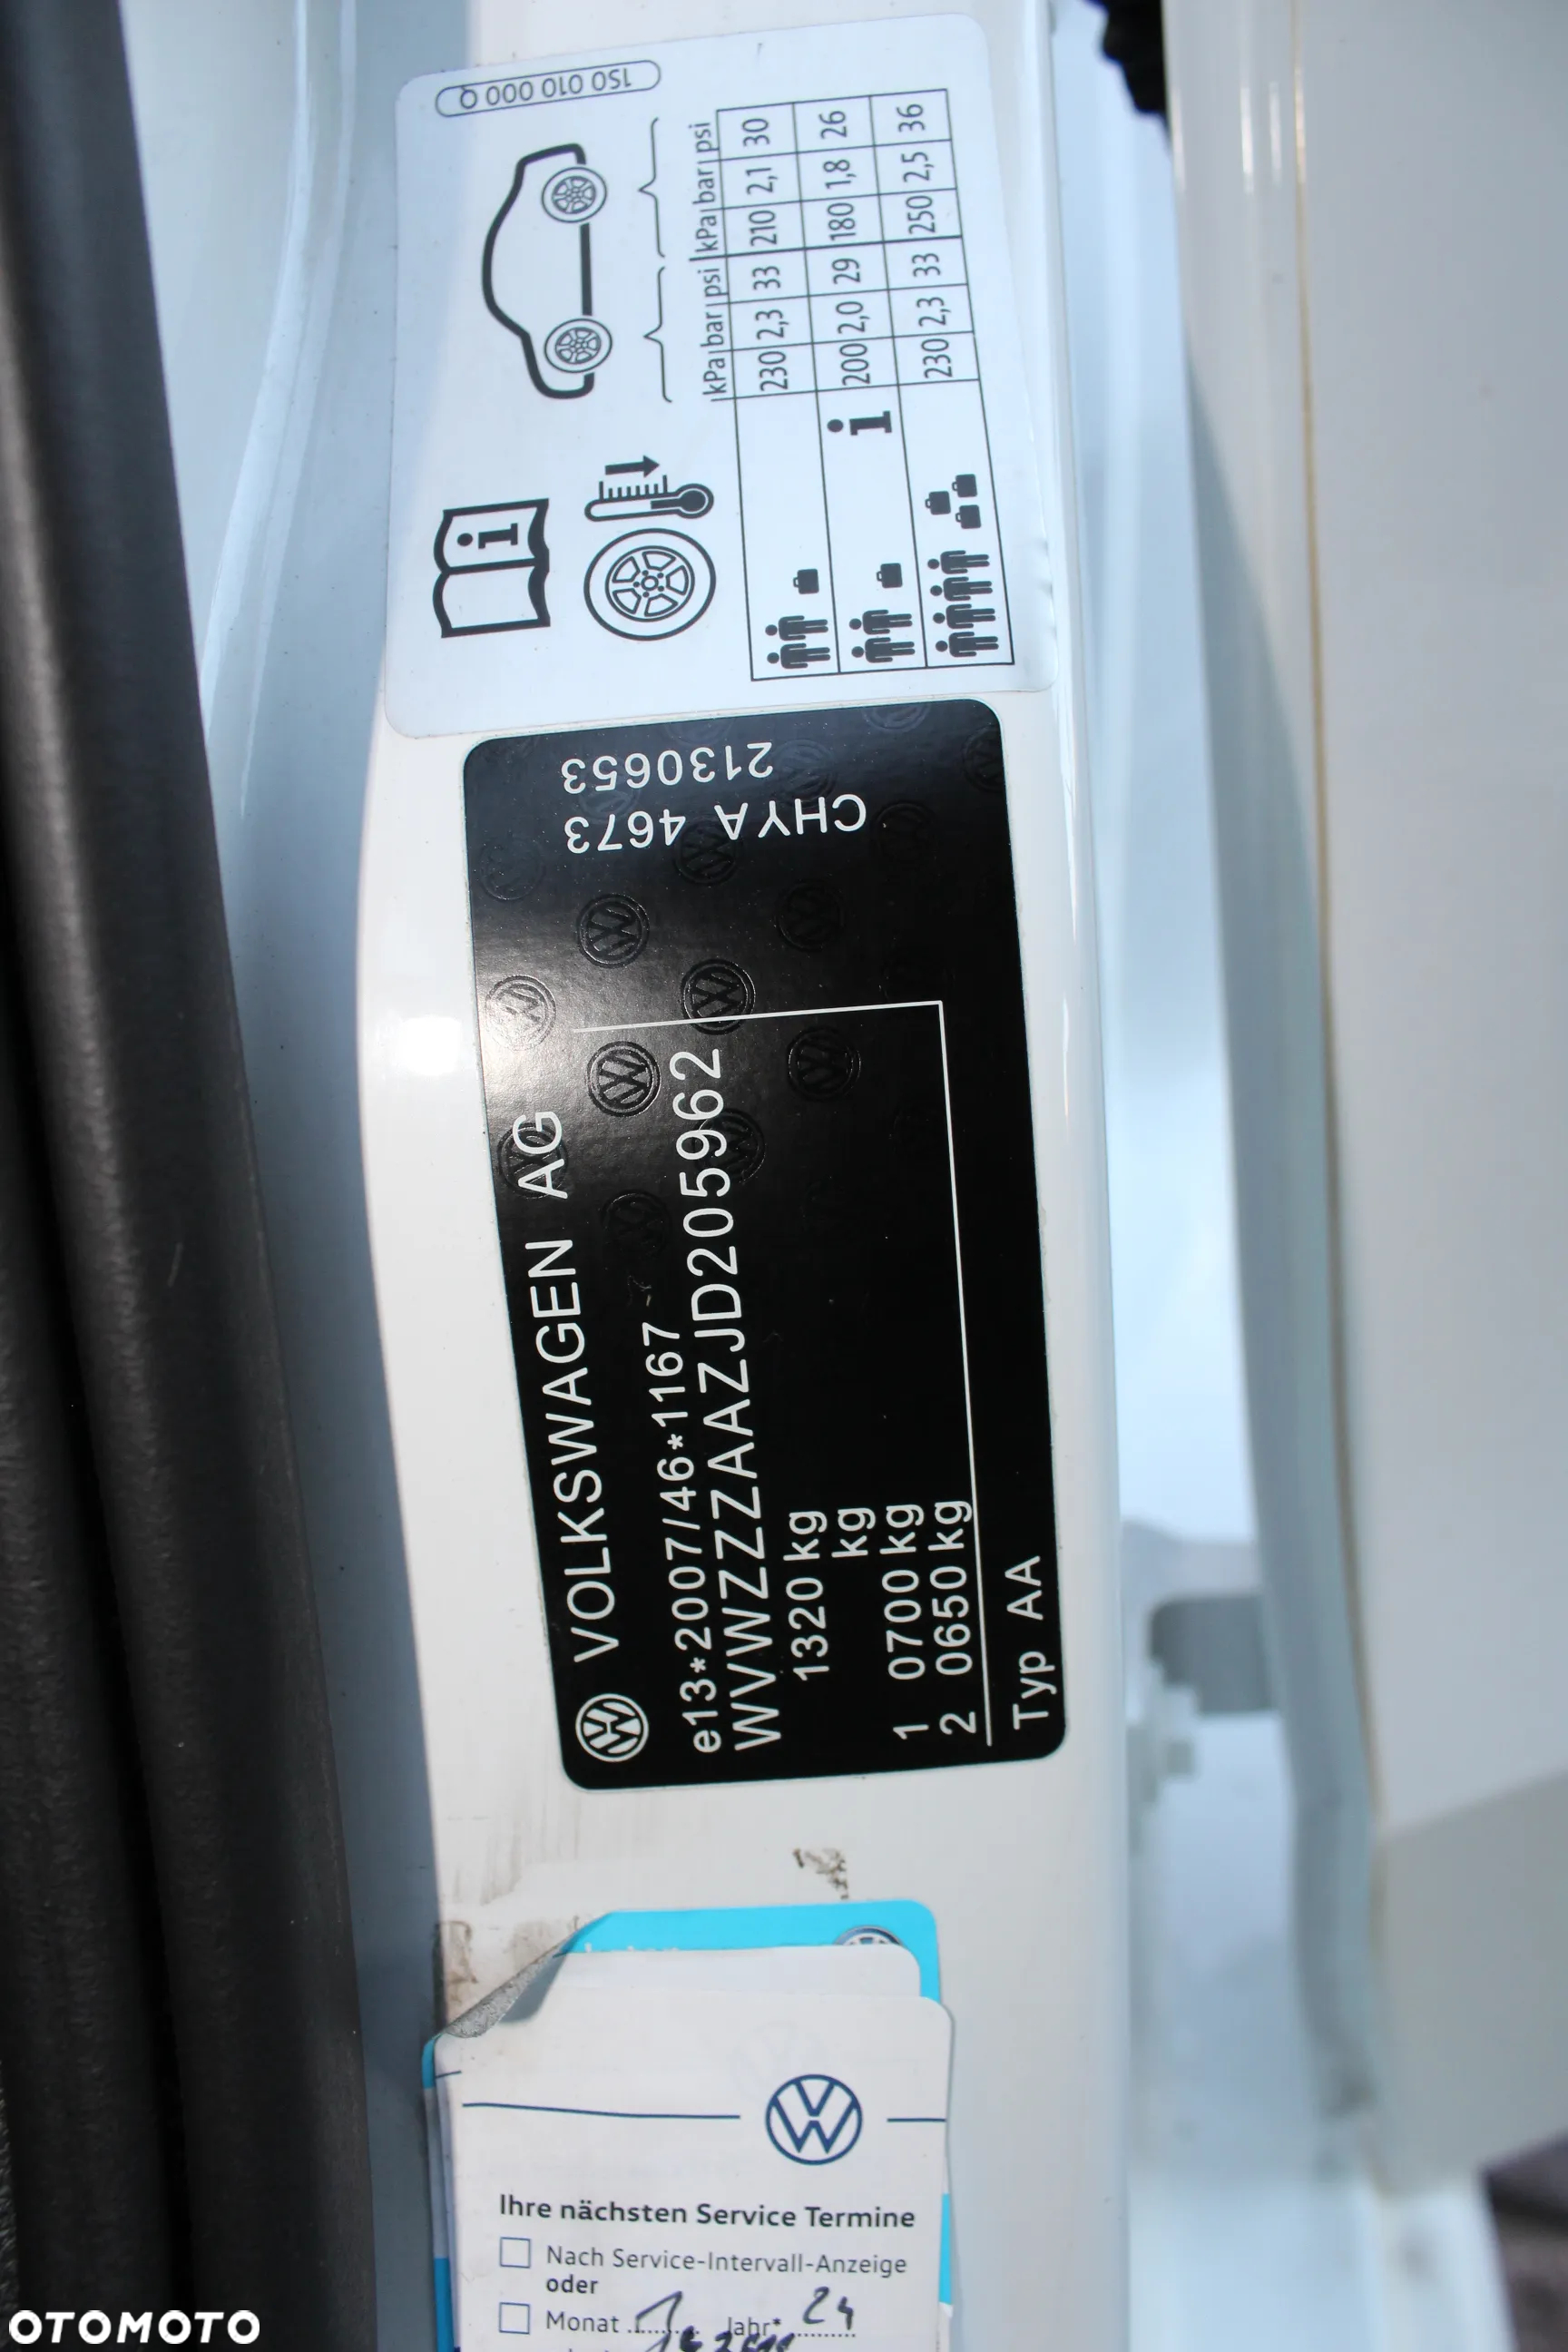 1S0 010 000 Q
kPa bar psi kPa bar psi
230 2,3 33 210 2,1 30
200 2,0 29 180 1,8 26
230 2,3 33 250 2,5 36
CHYA 4673
2130653
VOLKSWAGEN AG
e13*2007/46*1167
WVWZZZAAZJD205962
1320 kg
kg
1 0700 kg
2 0650 kg
Typ AA
Ihre nächsten Service Termine
Nach Service-Intervall-Anzeige
oder
Monat Jahr* 24
OTOMOTO